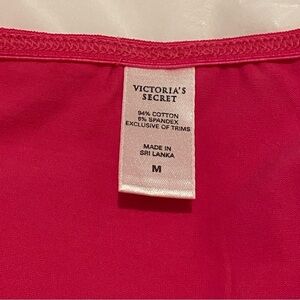 VICTORIA'S
SECRET
94% COTTON
6% SPANDEX
EXCLUSIVE OF TRIMS
MADE IN
SRI LANKA
M